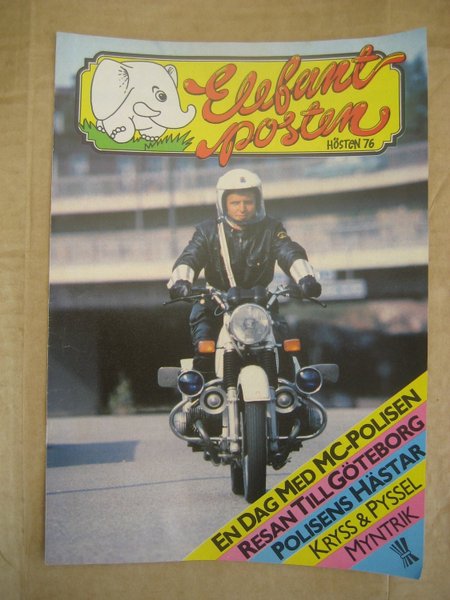 Elefant
posten
HÖSTEN 76
EN DAG MED MC-POLISEN
RESAN TILL GÖTEBORG
POLISENS HÄSTAR
KRYSS & PYSSEL
MYNTRIK